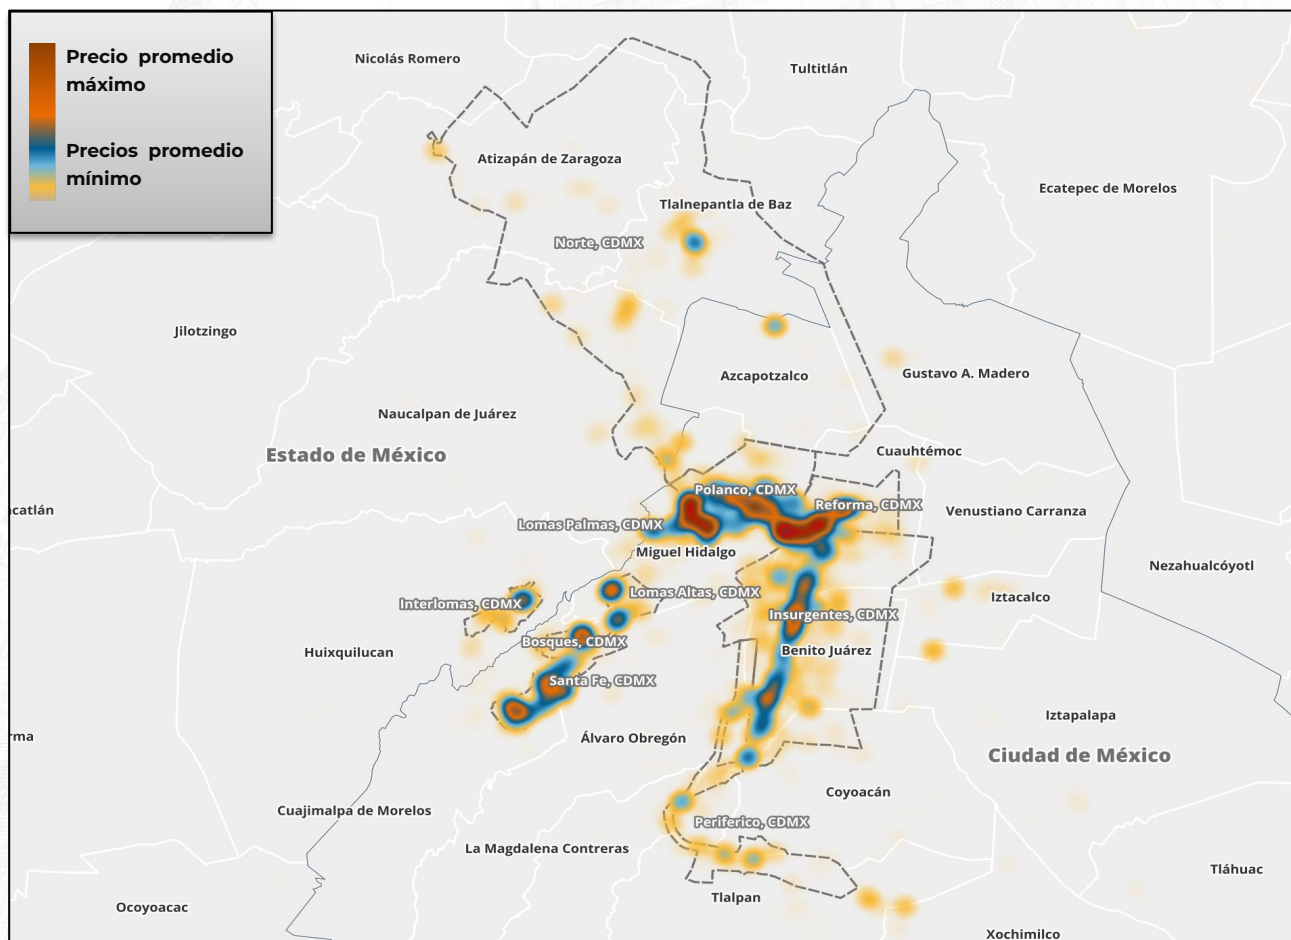 Precio promedio
máximo
Precios promedio
mínimo
Nicolás Romero
Tultitlán
Atizapán de Zaragoza
Ecatepec de Morelos
Tlalnepantla de Baz
Norte, CDMX
Jilotzingo
Azcapotzalco
Gustavo A. Madero
Naucalpan de Juárez
Estado de México
Cuauhtémoc
Polanco, CDMX
Reforma, CDMX
catlán
Venustiano Carranza
Lomas Palmas, CDMX
Miguel Hidalgo
Nezahualcóyotl
Lomas Altas, CDMX
Interlomas, CDMX
Iztacalco
Insurgentes, CDMX
Bosques, CDMX
Huixquilucan
Benito Juárez
Santa Fe, CDMX
Iztapalapa
rma
Álvaro Obregón
Ciudad de México
Coyoacán
Cuajimalpa de Morelos
Periferico, CDMX
La Magdalena Contreras
Tláhuac
Tlalpan
Ocoyoacac
Xochimilco